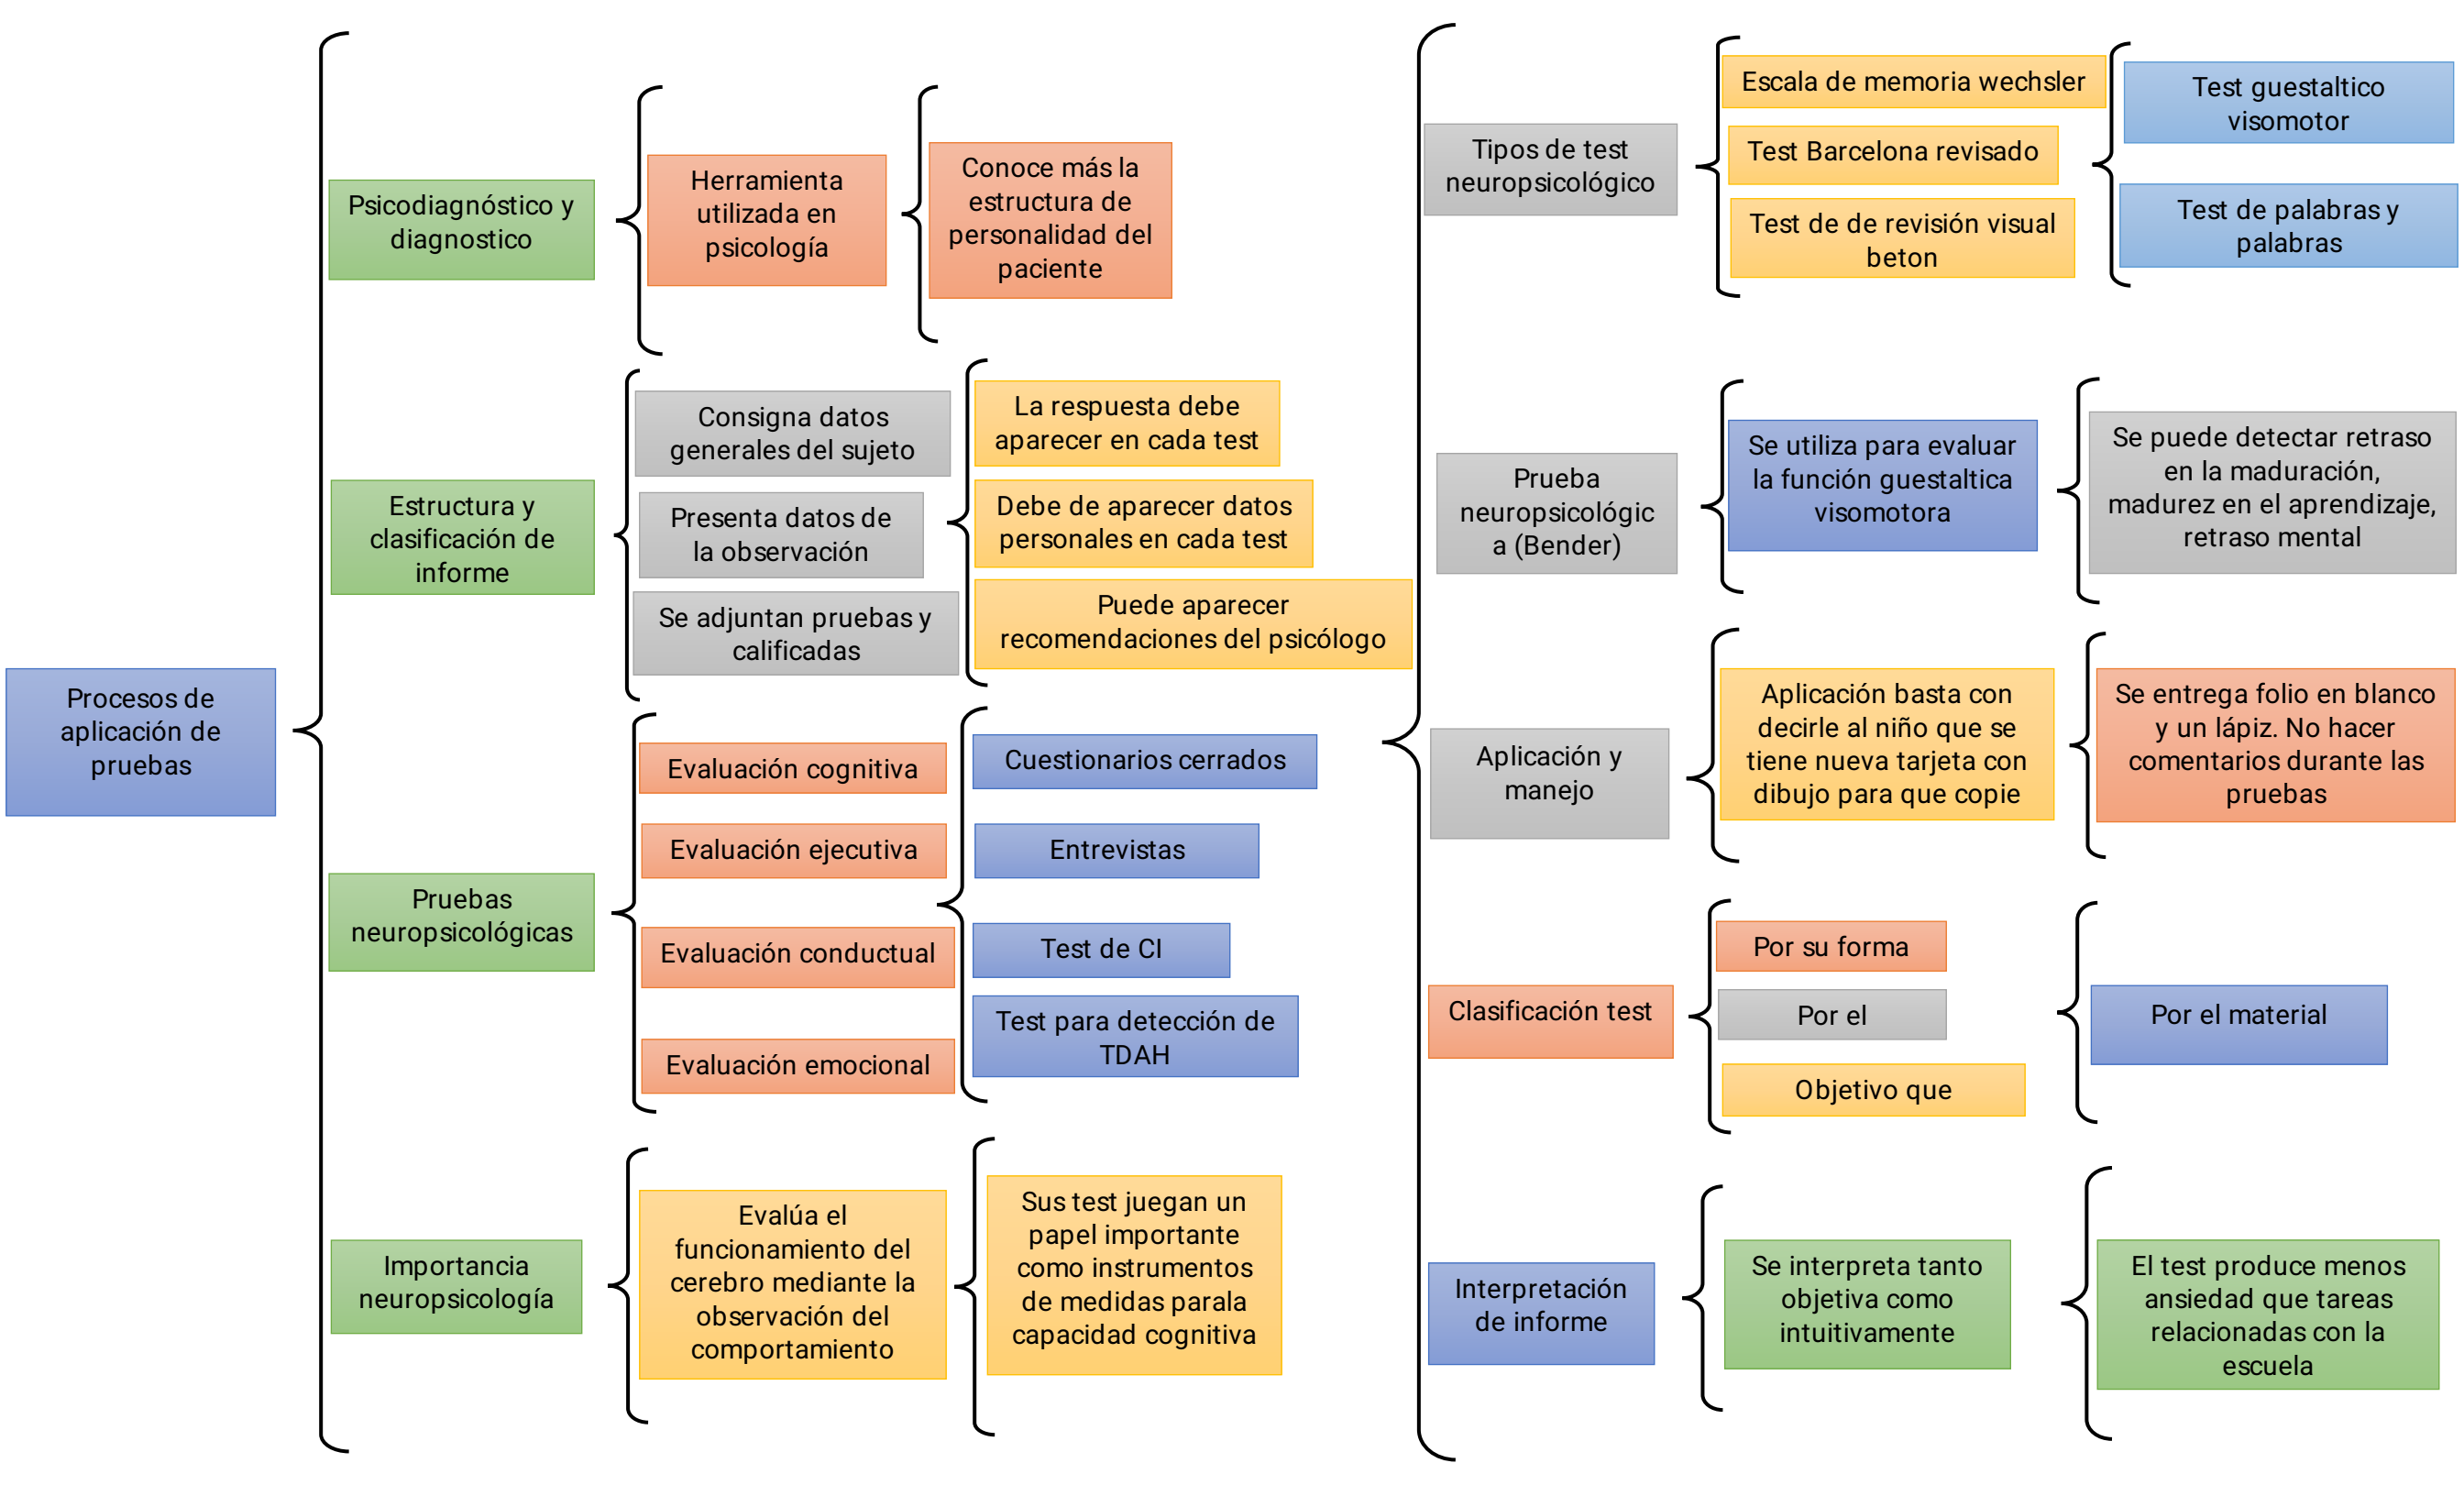 Procesos de
aplicación de
pruebas
Psicodiagnóstico y
diagnostico
Herramienta
utilizada en
psicología
Conoce más la
estructura de
personalidad del
paciente
Estructura y
clasificación de
informe
Consigna datos
generales del sujeto
Presenta datos de
la observación
Se adjuntan pruebas y
calificadas
La respuesta debe
aparecer en cada test
Debe de aparecer datos
personales en cada test
Puede aparecer
recomendaciones del psicólogo
Pruebas
neuropsicológicas
Evaluación cognitiva
Evaluación ejecutiva
Evaluación conductual
Evaluación emocional
Cuestionarios cerrados
Entrevistas
Test de CI
Test para detección de
TDAH
Importancia
neuropsicología
Evalúa el
funcionamiento del
cerebro mediante la
observación del
comportamiento
Sus test juegan un
papel importante
como instrumentos
de medidas parala
capacidad cognitiva
Tipos de test
neuropsicológico
Escala de memoria wechsler
Test Barcelona revisado
Test de de revisión visual
beton
Test guestaltico
visomotor
Test de palabras y
palabras
Prueba
neuropsicológic
a (Bender)
Se utiliza para evaluar
la función guestaltica
visomotora
Se puede detectar retraso
en la maduración,
madurez en el aprendizaje,
retraso mental
Aplicación y
manejo
Aplicación basta con
decirle al niño que se
tiene nueva tarjeta con
dibujo para que copie
Se entrega folio en blanco
y un lápiz. No hacer
comentarios durante las
pruebas
Clasificación test
Por su forma
Por el
Objetivo que
Por el material
Interpretación
de informe
Se interpreta tanto
objetiva como
intuitivamente
El test produce menos
ansiedad que tareas
relacionadas con la
escuela